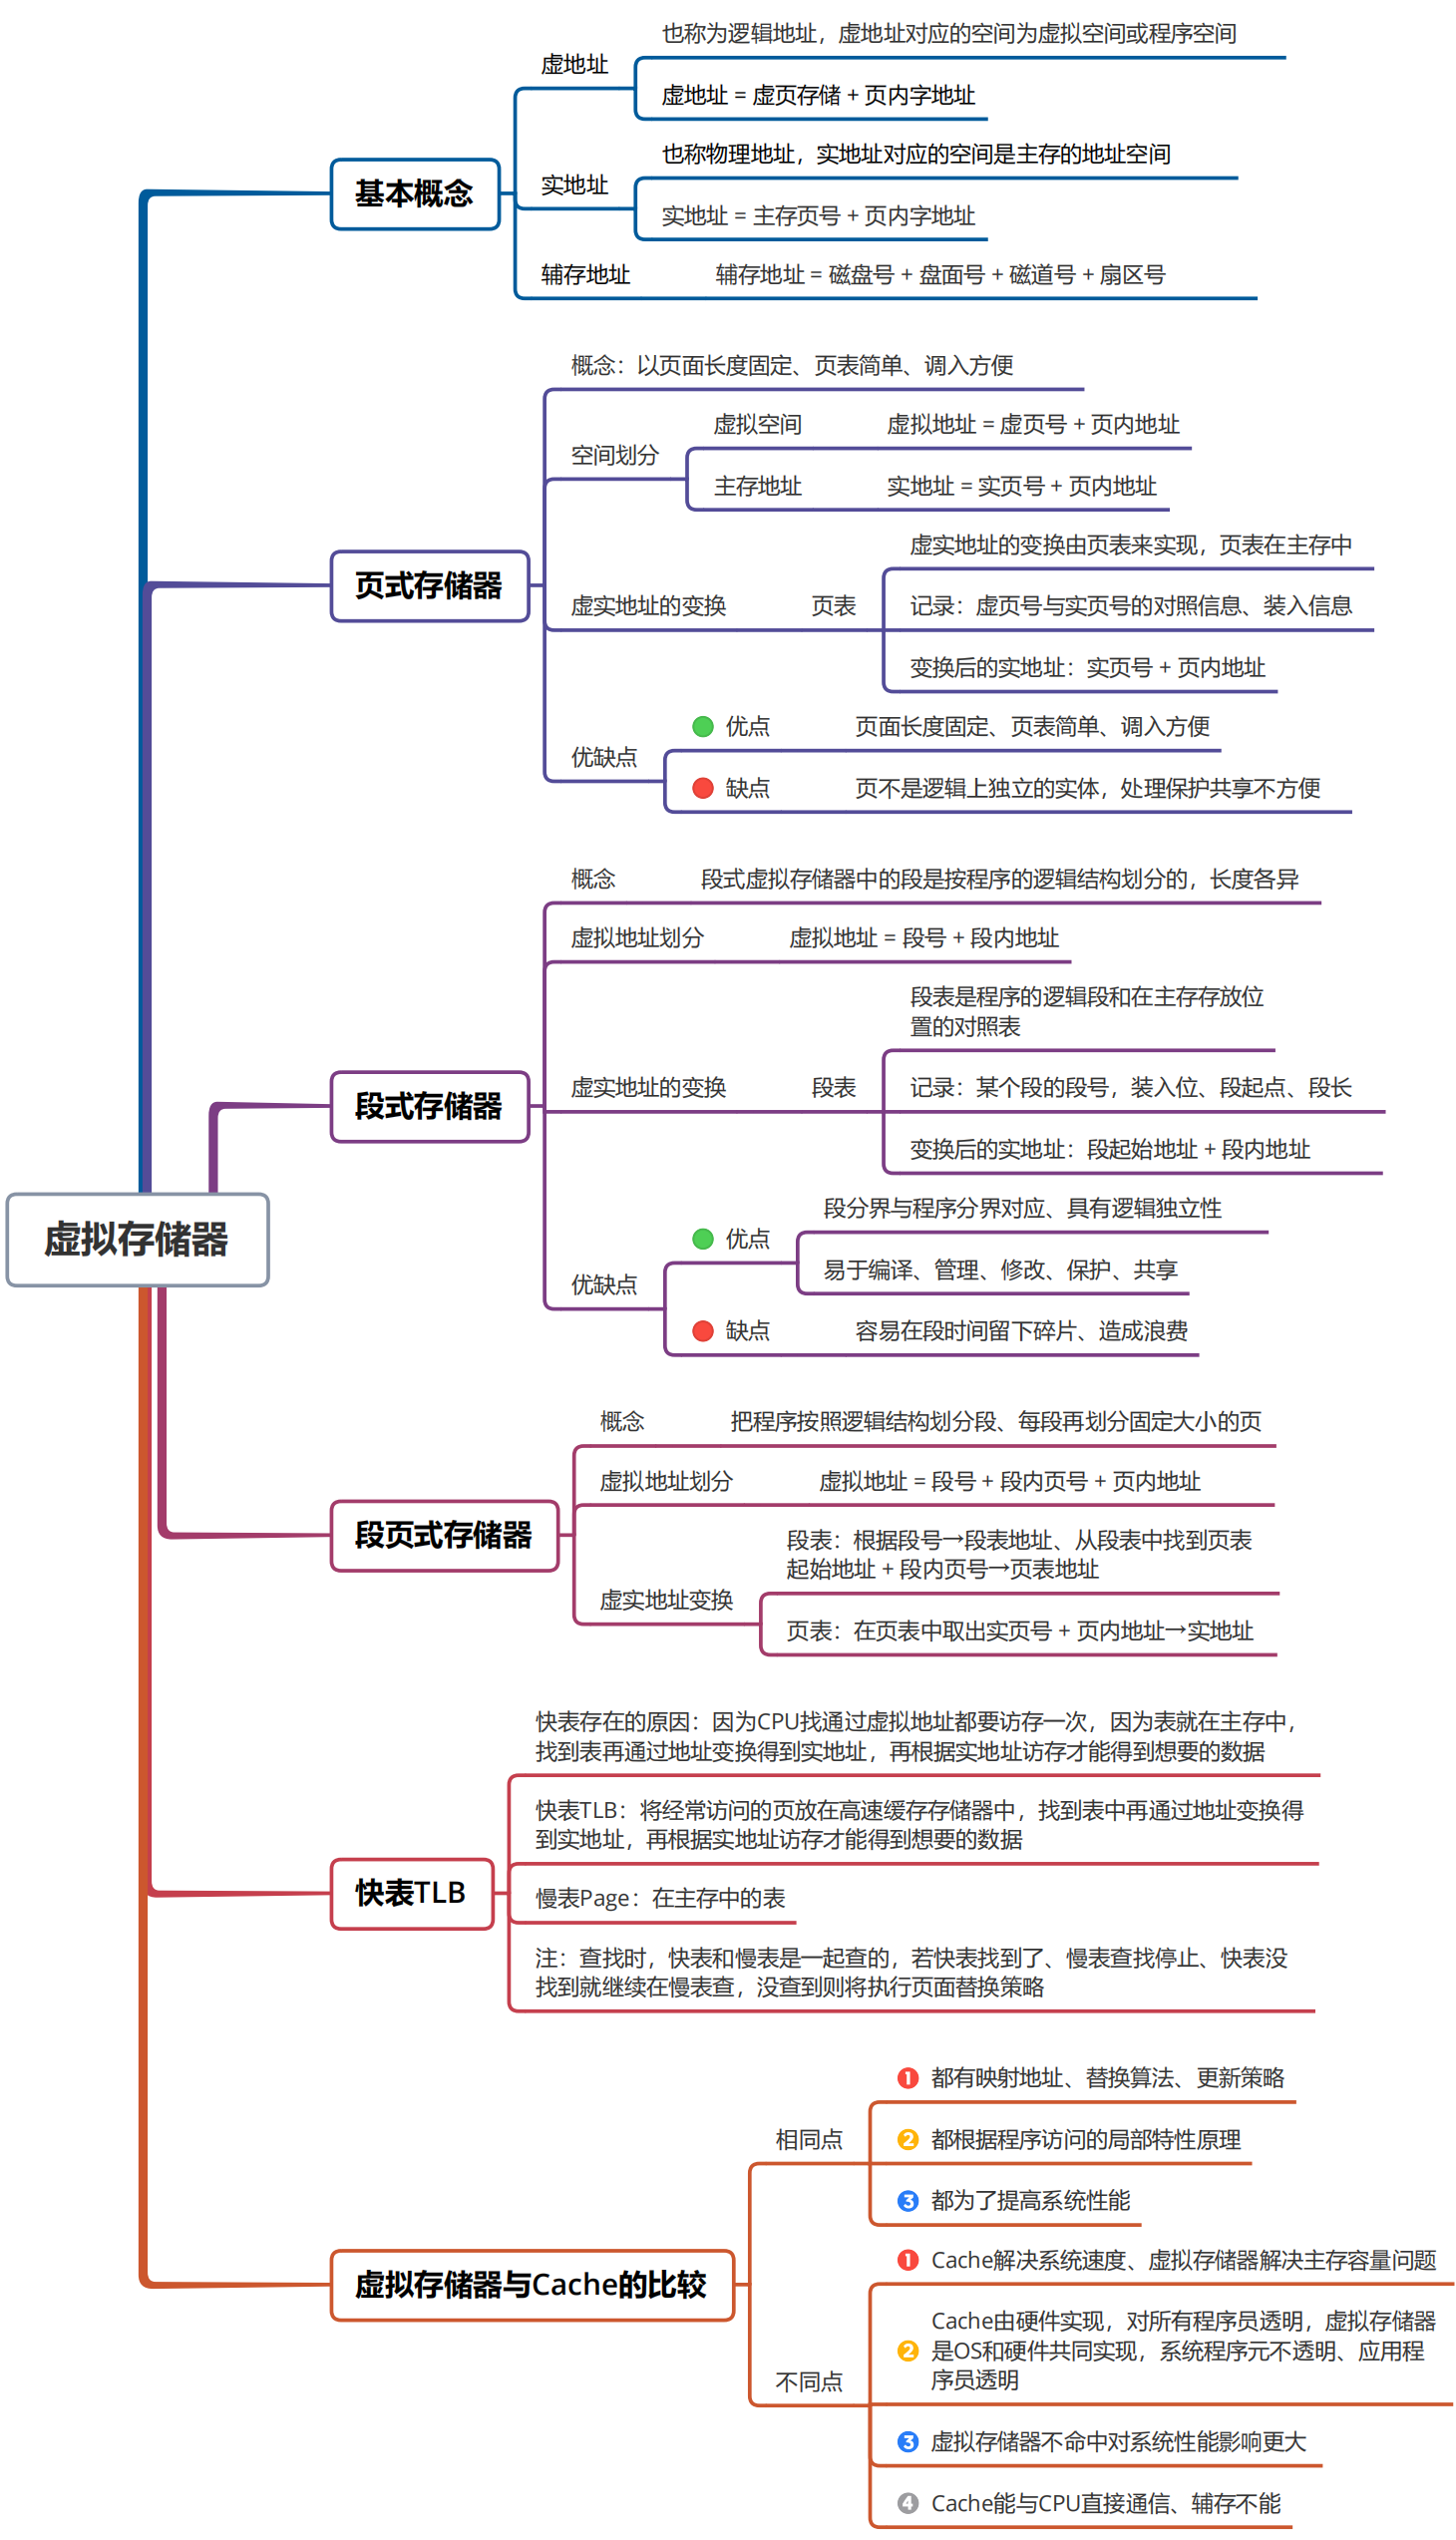 虚拟存储器
基本概念
虚地址
也称为逻辑地址，虚地址对应的空间为虚拟空间或程序空间
虚地址 = 虚页存储 + 页内字地址
实地址
也称物理地址，实地址对应的空间是主存的地址空间
实地址 = 主存页号 + 页内字地址
辅存地址
辅存地址 = 磁盘号 + 盘面号 + 磁道号 + 扇区号
页式存储器
概念：以页面长度固定、页表简单、调入方便
空间划分
虚拟空间
虚拟地址 = 虚页号 + 页内地址
主存地址
实地址 = 实页号 + 页内地址
虚实地址的变换
页表
虚实地址的变换由页表来实现，页表在主存中
记录：虚页号与实页号的对照信息、装入信息
变换后的实地址：实页号 + 页内地址
优缺点
优点
页面长度固定、页表简单、调入方便
缺点
页不是逻辑上独立的实体，处理保护共享不方便
段式存储器
概念
段式虚拟存储器中的段是按程序的逻辑结构划分的，长度各异
虚拟地址划分
虚拟地址 = 段号 + 段内地址
虚实地址的变换
段表
段表是程序的逻辑段和在主存存放位
置的对照表
记录：某个段的段号，装入位、段起点、段长
变换后的实地址：段起始地址 + 段内地址
优缺点
优点
段分界与程序分界对应、具有逻辑独立性
易于编译、管理、修改、保护、共享
缺点
容易在段时间留下碎片、造成浪费
段页式存储器
概念
把程序按照逻辑结构划分段、每段再划分固定大小的页
虚拟地址划分
虚拟地址 = 段号 + 段内页号 + 页内地址
虚实地址变换
段表：根据段号→段表地址、从段表中找到页表
起始地址 + 段内页号→页表地址
页表：在页表中取出实页号 + 页内地址→实地址
快表TLB
快表存在的原因：因为CPU找通过虚拟地址都要访存一次，因为表就在主存中，
找到表再通过地址变换得到实地址，再根据实地址访存才能得到想要的数据
快表TLB：将经常访问的页放在高速缓存存储器中，找到表中再通过地址变换得
到实地址，再根据实地址访存才能得到想要的数据
慢表Page：在主存中的表
注：查找时，快表和慢表是一起查的，若快表找到了、慢表查找停止、快表没
找到就继续在慢表查，没查到则将执行页面替换策略
虚拟存储器与Cache的比较
相同点
1 都有映射地址、替换算法、更新策略
2 都根据程序访问的局部特性原理
3 都为了提高系统性能
不同点
1 Cache解决系统速度、虚拟存储器解决主存容量问题
Cache由硬件实现，对所有程序员透明，虚拟存储器
2 是OS和硬件共同实现，系统程序元不透明、应用程
序员透明
3 虚拟存储器不命中对系统性能影响更大
4 Cache能与CPU直接通信、辅存不能